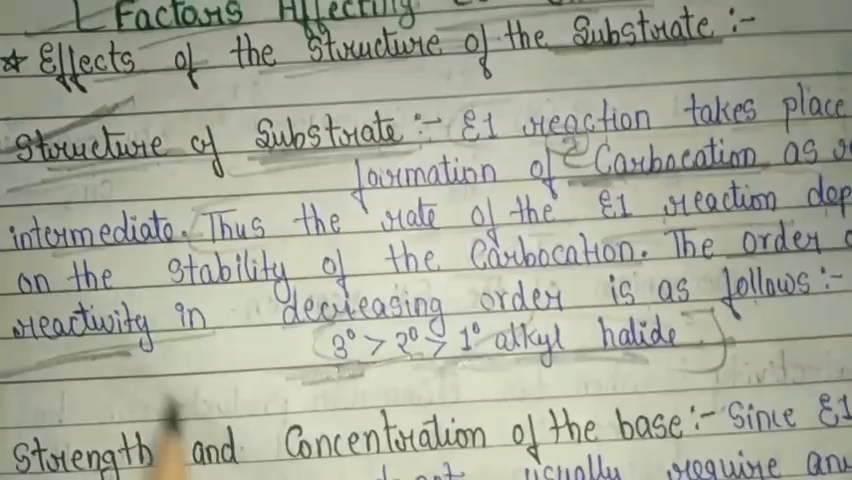 Factors Affecting
* Effects of the Structure of the Substrate :-
Structure of Substrate :- E1 reaction takes place
formation of Carbocation as
intermediate. Thus the rate of the E1 reaction dep
on the stability of the Carbocation. The order o
reactivity in decreasing order is as follows :-
3° > 2° > 1° alkyl halide
Strength and Concentration of the base :- Since E1
not usually require any